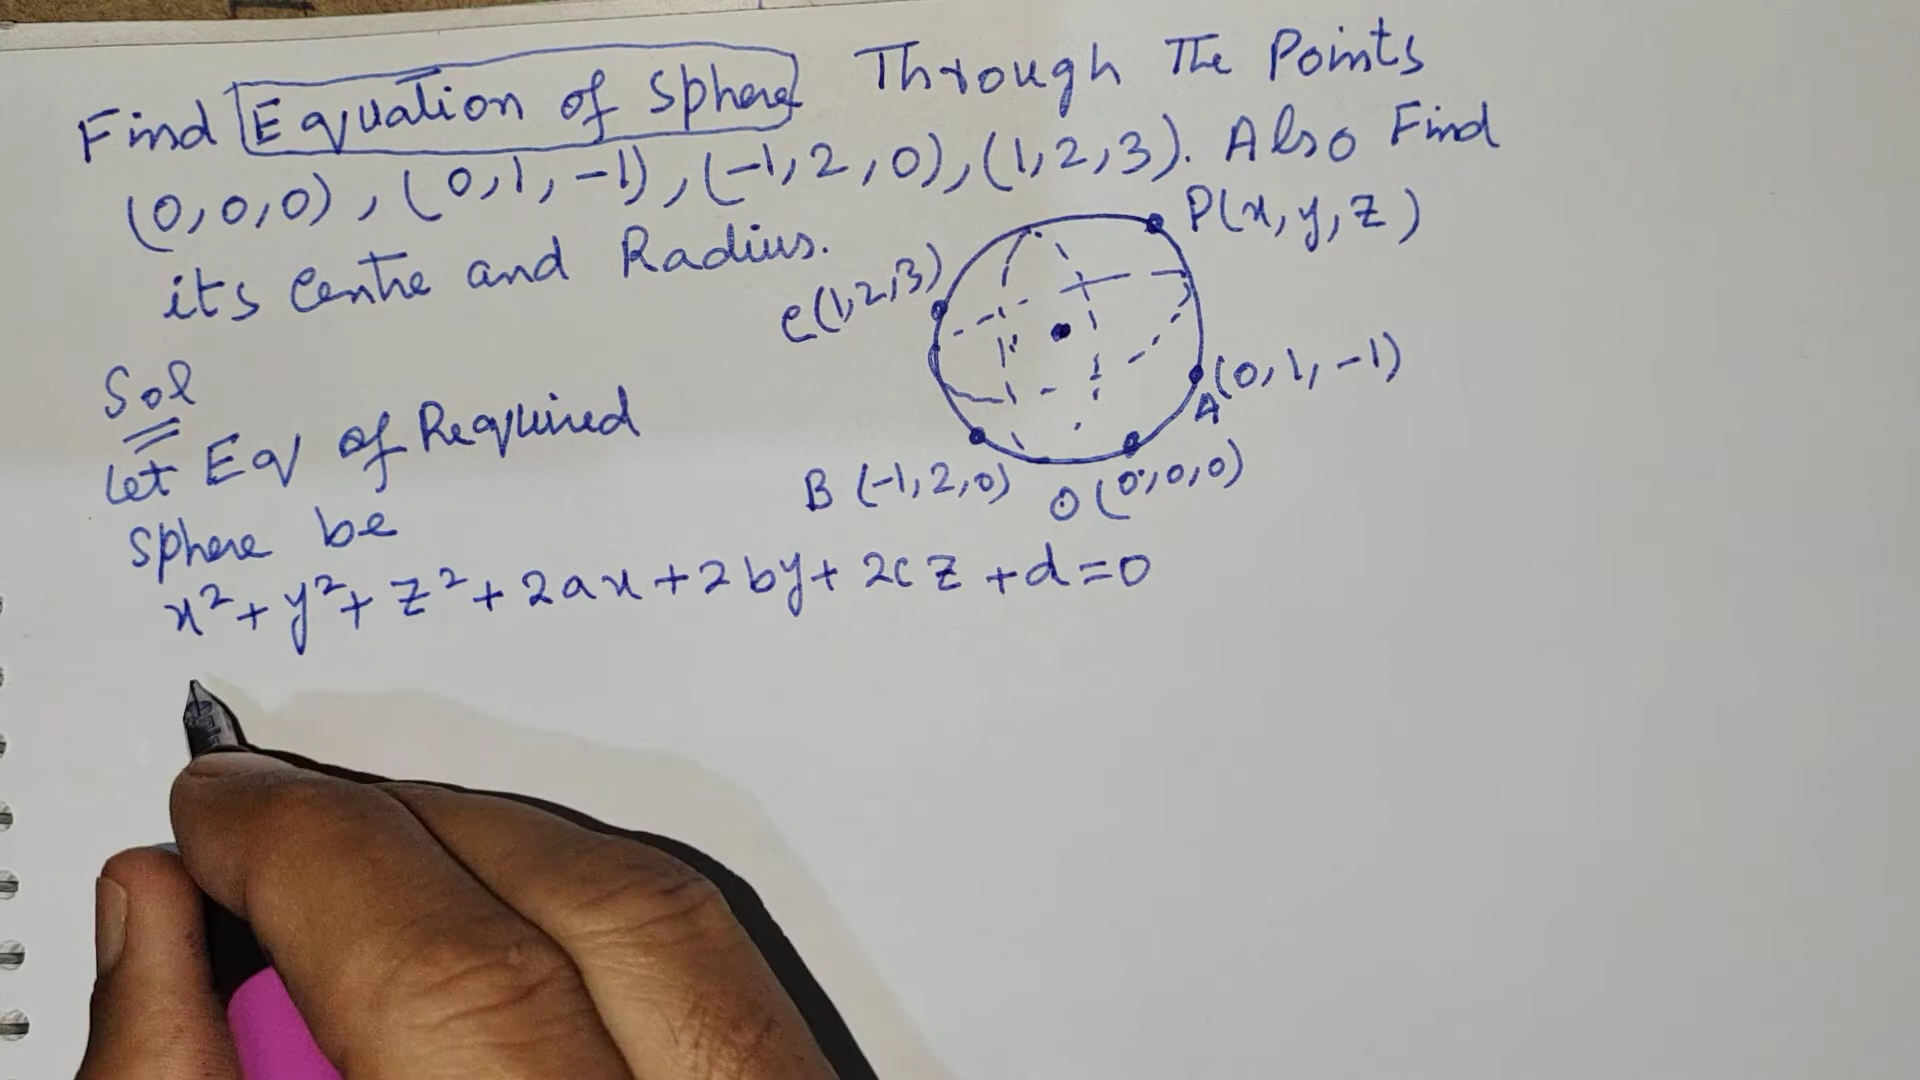 Find Equation of Sphere Through The Points
(0,0,0), (0,1,-1), (-1,2,0), (1,2,3). Also Find
its Centre and Radius.
P(x,y,z)
C(1,2,3)
A(0,1,-1)
B(-1,2,0)
O(0,0,0)
Sol
Let Eq of Required
Sphere be
x²+y²+z²+2ax+2by+2cz+d=0